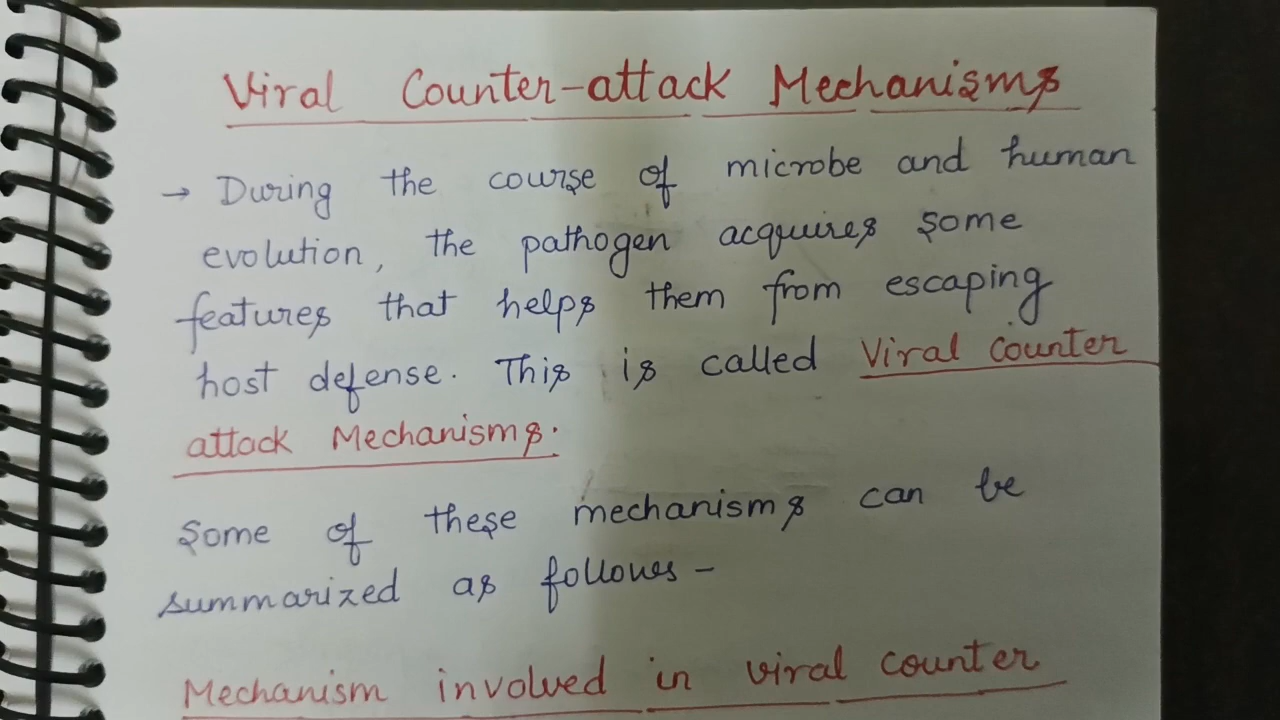 Viral Counter-attack Mechanisms
→ During the course of microbe and human
evolution, the pathogen acquires some
features that helps them from escaping
host defense. This is called Viral Counter
attack Mechanisms.
Some of these mechanisms can be
summarized as follows -
Mechanism involved in viral counter